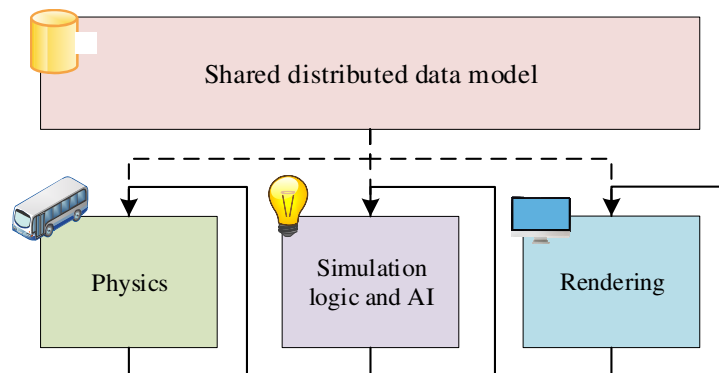 Shared distributed data model
Physics
Simulation
logic and AI
Rendering